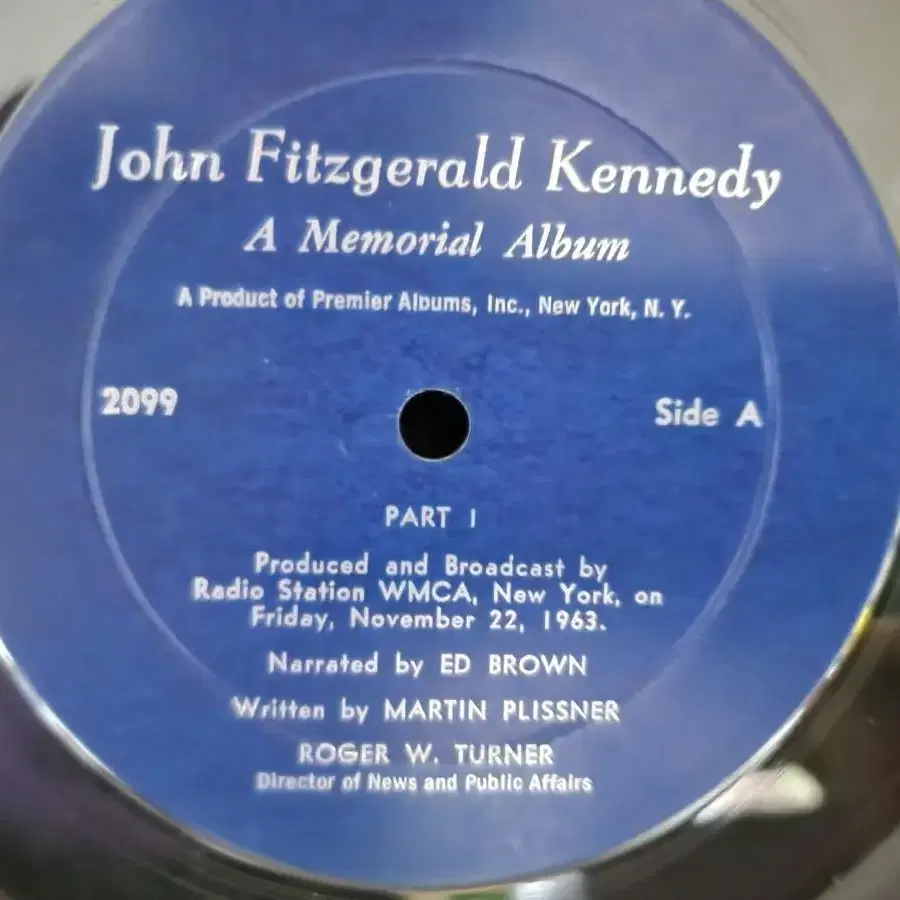 John Fitzgerald Kennedy
A Memorial Album
A Product of Premier Albums, Inc., New York, N. Y.
2099
Side A
PART I
Produced and Broadcast by
Radio Station WMCA, New York, on
Friday, November 22, 1963.
Narrated by ED BROWN
Written by MARTIN PLISSNER
ROGER W. TURNER
Director of News and Public Affairs